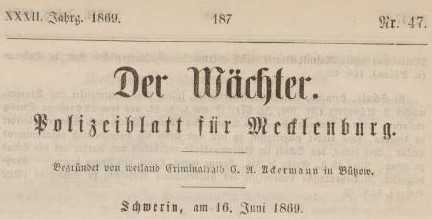 XXXII. Jahrg. 1869. 187 Nr. 47.
Der Wächter.
Polizeiblatt für Mecklenburg.
Begründet von weiland Criminalrath C. A. Ackermann in Bützow.
Schwerin, am 16. Juni 1869.